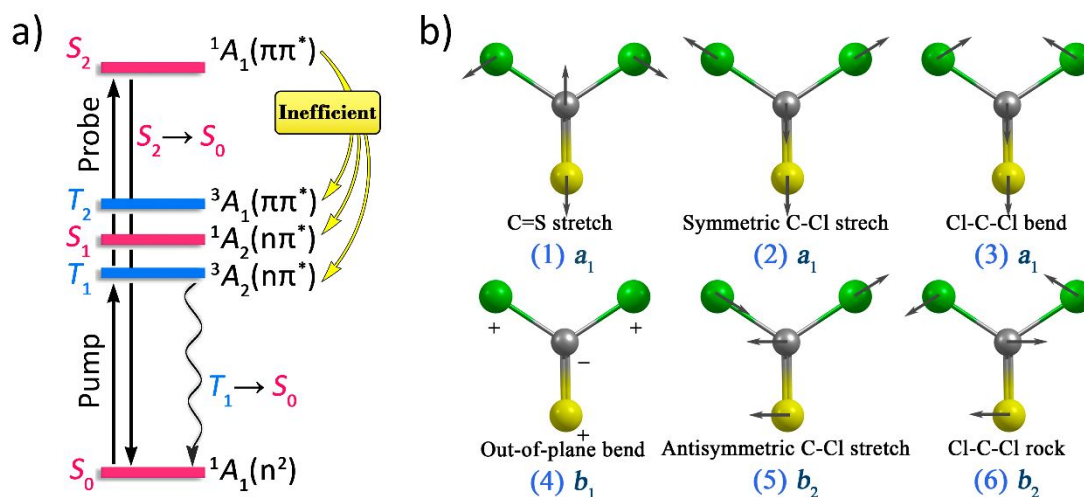 a)
S₂
¹A₁(ππ*)
Inefficient
Probe
S₂ → S₀
T₂
³A₁(ππ*)
S₁
¹A₂(nπ*)
T₁
³A₂(nπ*)
Pump
T₁ → S₀
S₀
¹A₁(n²)
b)
C=S stretch
(1) a₁
Symmetric C-Cl strech
(2) a₁
Cl-C-Cl bend
(3) a₁
+ +
−
+
Out-of-plane bend
(4) b₁
Antisymmetric C-Cl stretch
(5) b₂
Cl-C-Cl rock
(6) b₂